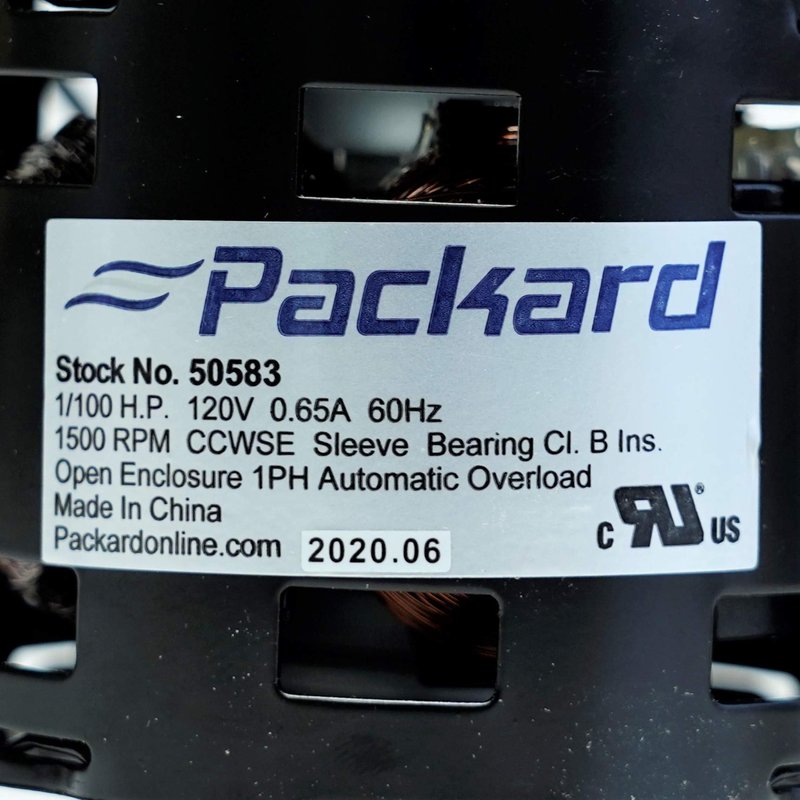 Packard
Stock No. 50583
1/100 H.P. 120V 0.65A 60Hz
1500 RPM CCWSE Sleeve Bearing Cl. B Ins.
Open Enclosure 1PH Automatic Overload
Made In China
Packardonline.com 2020.06
c RU® US